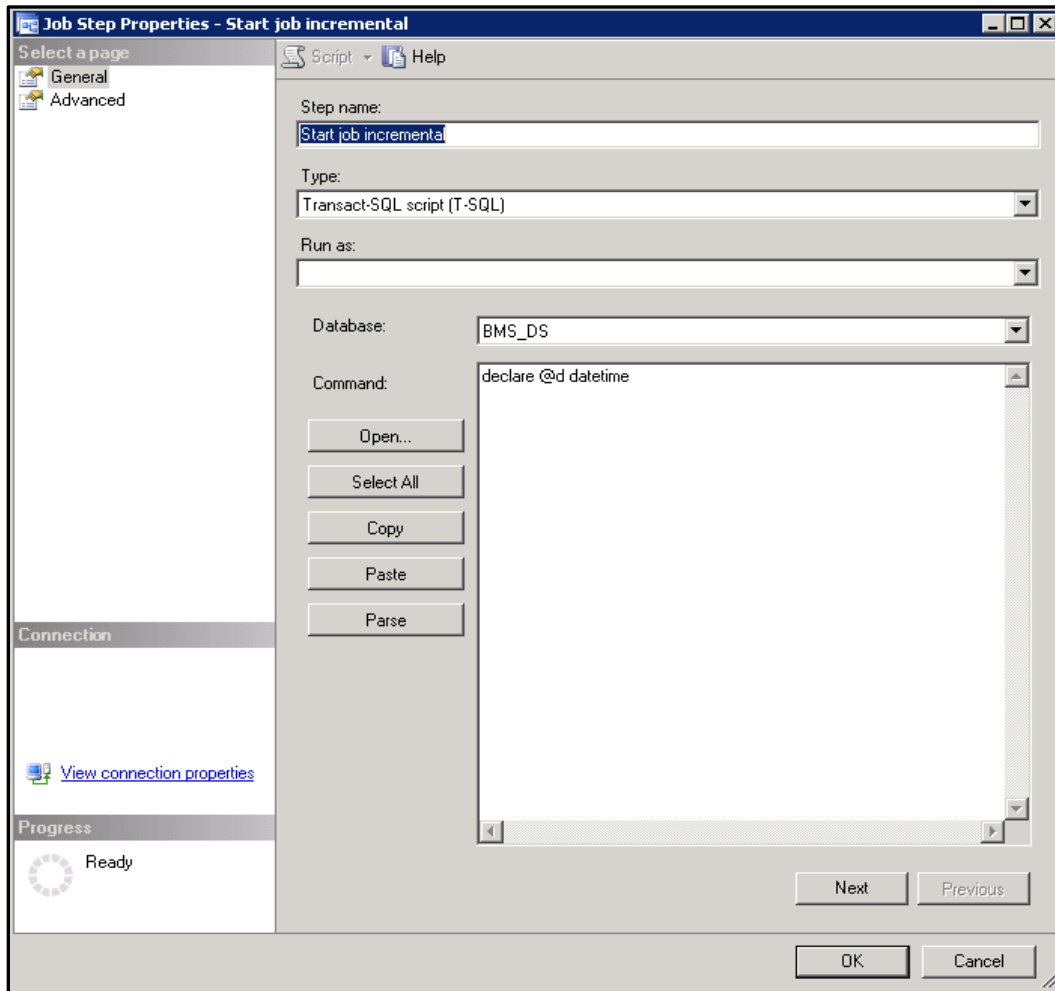 Job Step Properties - Start job incremental
Select a page
General
Advanced
Script
Help
Step name:
Start job incremental
Type:
Transact-SQL script (T-SQL)
Run as:
Database:
BMS_DS
Command:
declare @d datetime
Open...
Select All
Copy
Paste
Parse
Connection
View connection properties
Progress
Ready
Next
Previous
OK
Cancel